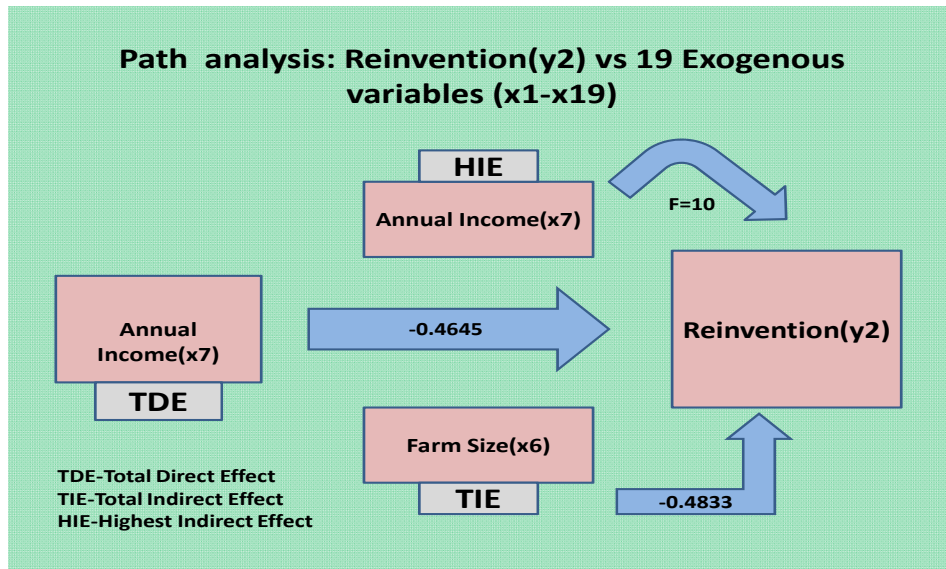 Path analysis: Reinvention(y2) vs 19 Exogenous
variables (x1-x19)
HIE
Annual Income(x7)
F=10
Annual
Income(x7)
TDE
-0.4645
Reinvention(y2)
Farm Size(x6)
TIE
-0.4833
TDE-Total Direct Effect
TIE-Total Indirect Effect
HIE-Highest Indirect Effect